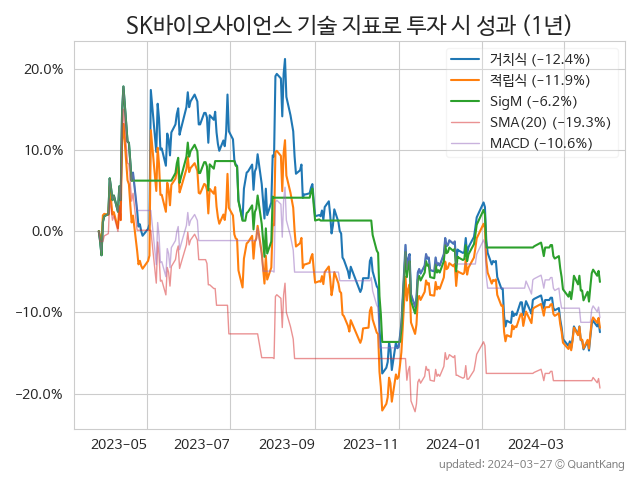 SK바이오사이언스 기술 지표로 투자 시 성과 (1년)
거치식 (−12.4%)
적립식 (−11.9%)
SigM (−6.2%)
SMA(20) (−19.3%)
MACD (−10.6%)
20.0%
10.0%
0.0%
−10.0%
−20.0%
2023-05 2023-07 2023-09 2023-11 2024-01 2024-03
updated: 2024-03-27 © QuantKang